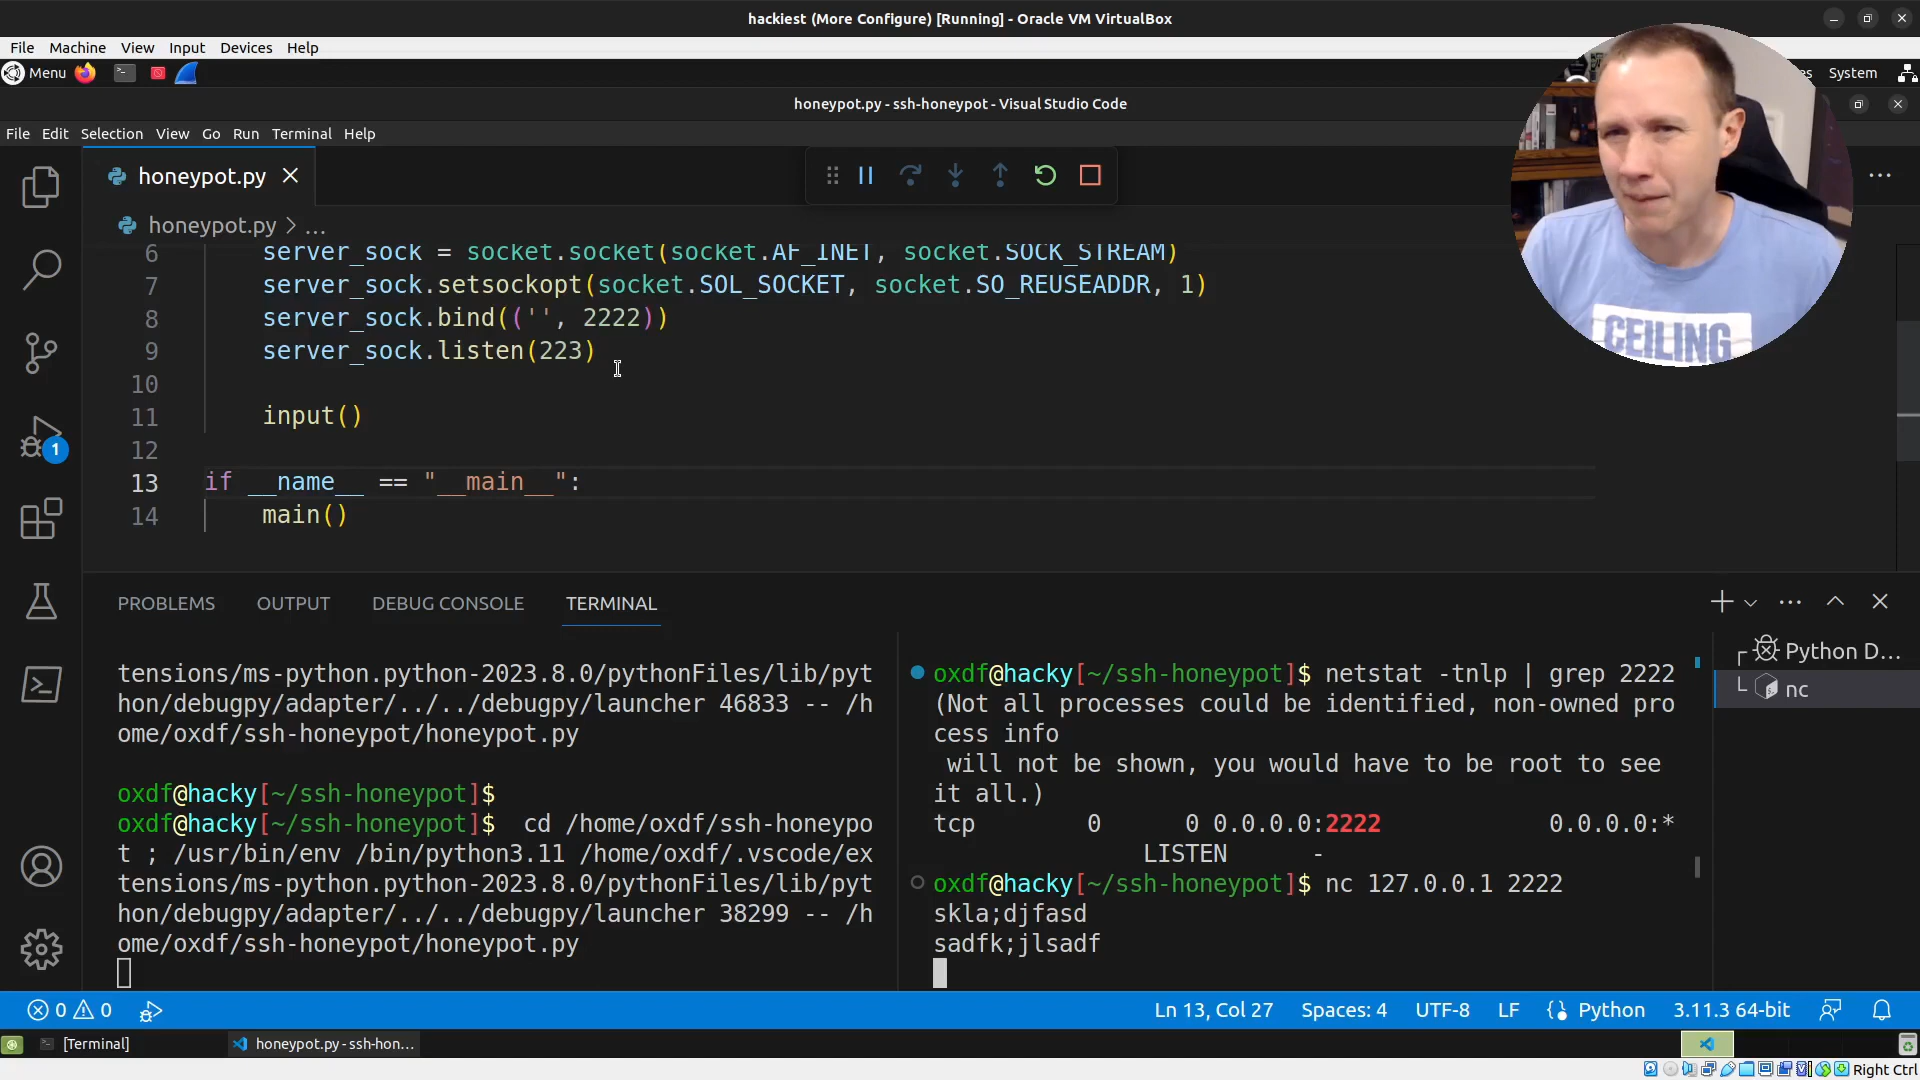 hackiest (More Configure) [Running] - Oracle VM VirtualBox
File Machine View Input Devices Help
Menu
System
honeypot.py - ssh-honeypot - Visual Studio Code
File Edit Selection View Go Run Terminal Help
honeypot.py
honeypot.py > ...
6 server_sock = socket.socket(socket.AF_INET, socket.SOCK_STREAM)
7 server_sock.setsockopt(socket.SOL_SOCKET, socket.SO_REUSEADDR, 1)
8 server_sock.bind(('', 2222))
9 server_sock.listen(223)
10
11 input()
12
13 if __name__ == "__main__":
14 main()
CEILING
1
PROBLEMS OUTPUT DEBUG CONSOLE TERMINAL
tensions/ms-python.python-2023.8.0/pythonFiles/lib/pyt
hon/debugpy/adapter/../../debugpy/launcher 46833 -- /h
ome/oxdf/ssh-honeypot/honeypot.py
oxdf@hacky[~/ssh-honeypot]$
oxdf@hacky[~/ssh-honeypot]$ cd /home/oxdf/ssh-honeypo
t ; /usr/bin/env /bin/python3.11 /home/oxdf/.vscode/ex
tensions/ms-python.python-2023.8.0/pythonFiles/lib/pyt
hon/debugpy/adapter/../../debugpy/launcher 38299 -- /h
ome/oxdf/ssh-honeypot/honeypot.py
oxdf@hacky[~/ssh-honeypot]$ netstat -tnlp | grep 2222
(Not all processes could be identified, non-owned pro
cess info
will not be shown, you would have to be root to see
it all.)
tcp 0 0 0.0.0.0:2222 0.0.0.0:*
LISTEN -
oxdf@hacky[~/ssh-honeypot]$ nc 127.0.0.1 2222
skla;djfasd
sadfk;jlsadf
Python D...
nc
0 0 Ln 13, Col 27 Spaces: 4 UTF-8 LF Python 3.11.3 64-bit
[Terminal] honeypot.py - ssh-hon...
Right Ctrl